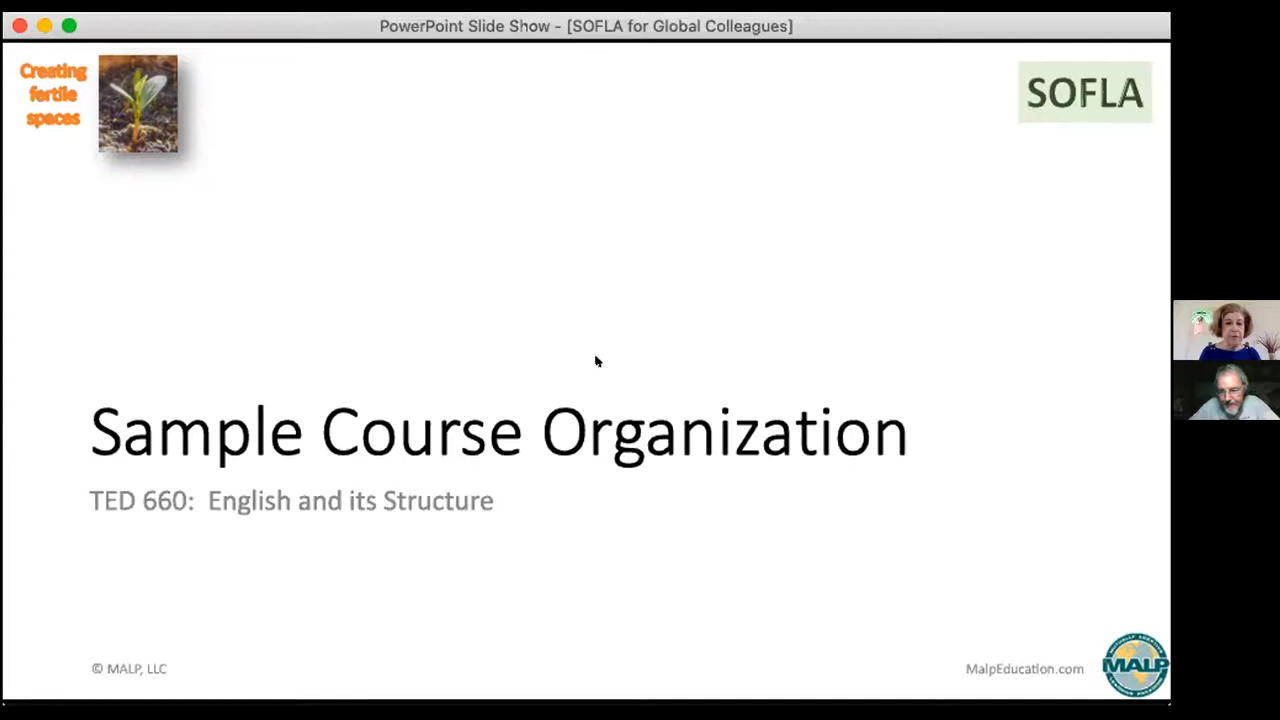 PowerPoint Slide Show - [SOFLA for Global Colleagues]
Creating
fertile
spaces
SOFLA
Sample Course Organization
TED 660: English and its Structure
© MALP, LLC
MalpEducation.com
MALP